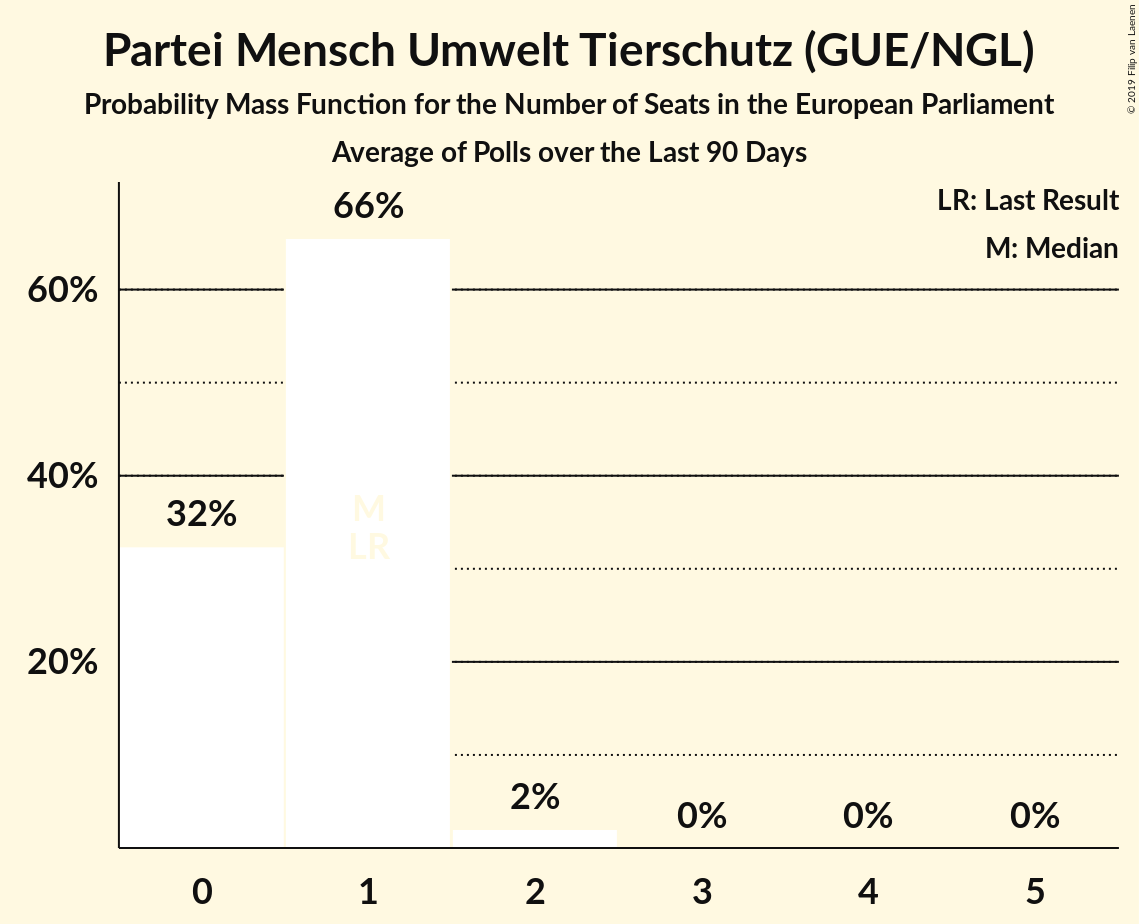 Partei Mensch Umwelt Tierschutz (GUE/NGL)
Probability Mass Function for the Number of Seats in the European Parliament
Average of Polls over the Last 90 Days
© 2019 Filip van Laenen
LR: Last Result
M: Median
66%
60%
40%
32%
M
LR
20%
2%
0%
0%
0%
0
1
2
3
4
5